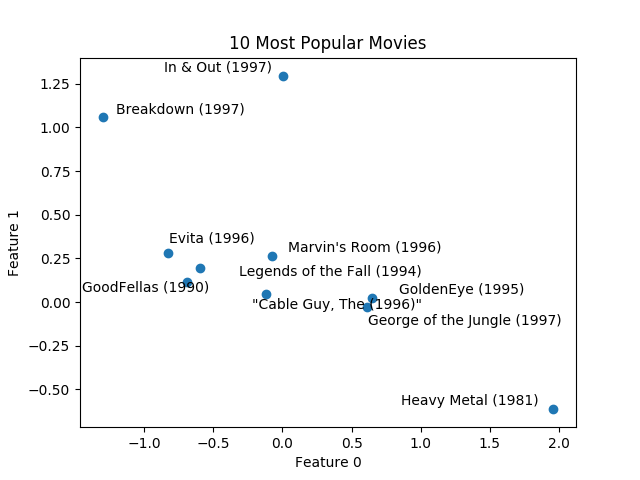 10 Most Popular Movies
In & Out (1997)
Breakdown (1997)
Evita (1996)
Marvin's Room (1996)
Legends of the Fall (1994)
GoodFellas (1990)
GoldenEye (1995)
"Cable Guy, The (1996)"
George of the Jungle (1997)
Heavy Metal (1981)
Feature 1
1.25
1.00
0.75
0.50
0.25
0.00
−0.25
−0.50
−1.0 −0.5 0.0 0.5 1.0 1.5 2.0
Feature 0